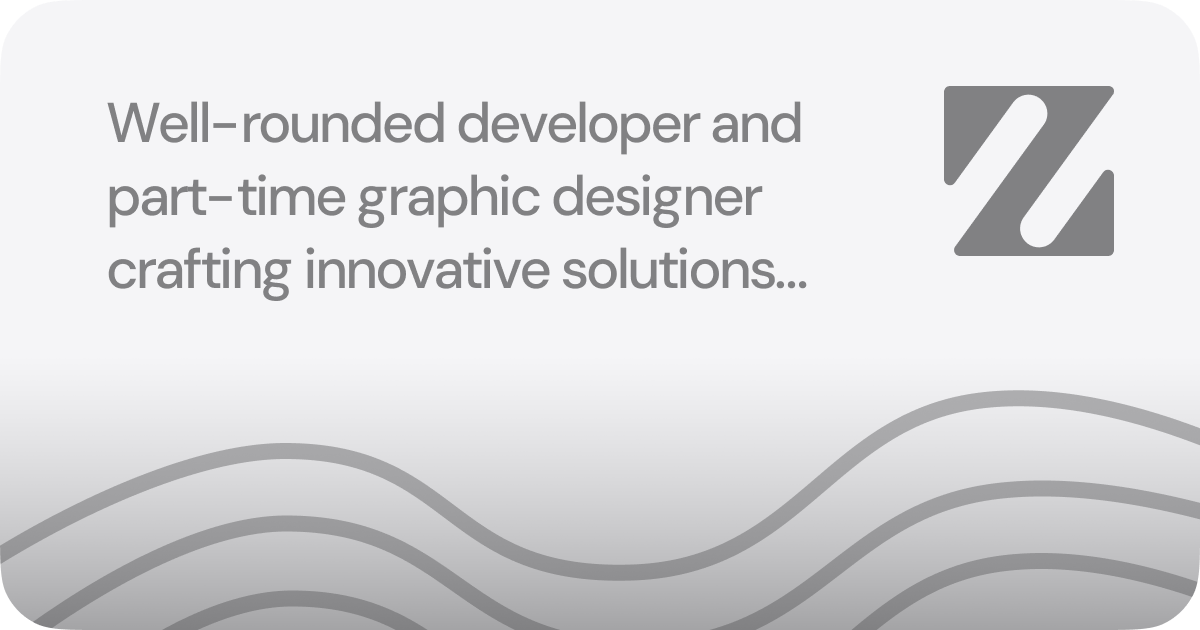 Well-rounded developer and
part-time graphic designer
crafting innovative solutions...
Z